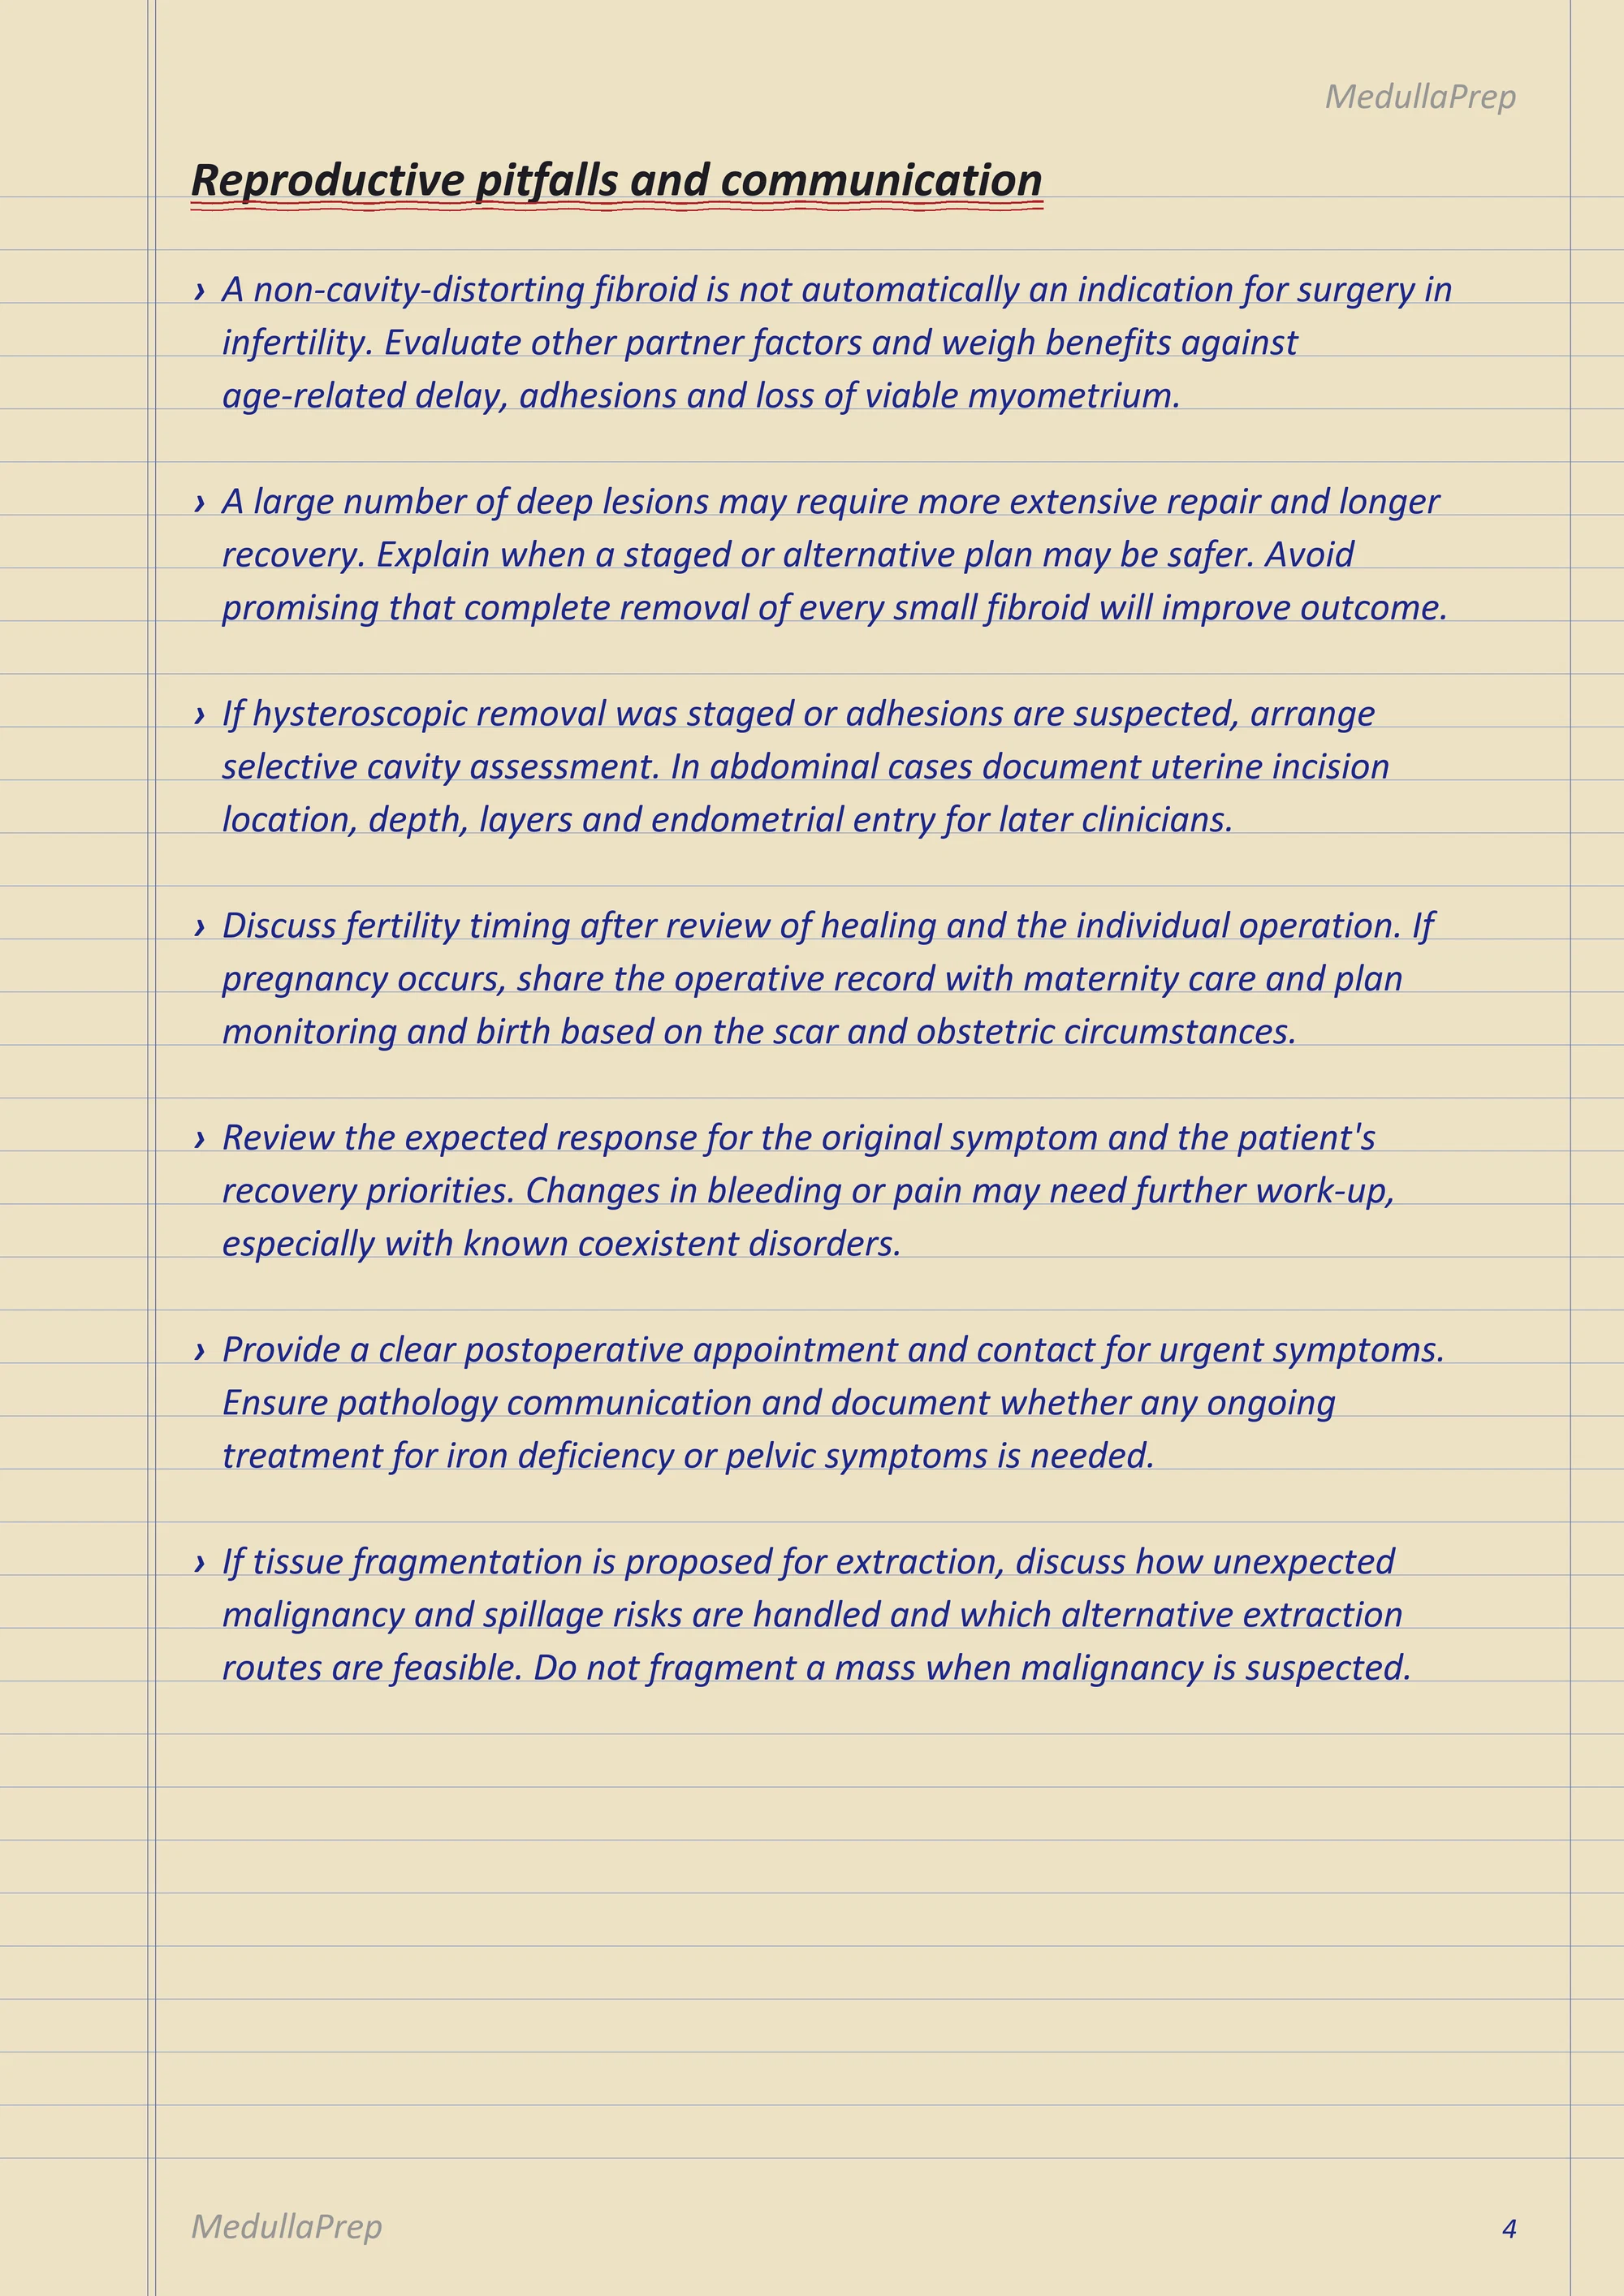 MedullaPrep
Reproductive pitfalls and communication
› A non-cavity-distorting fibroid is not automatically an indication for surgery in
infertility. Evaluate other partner factors and weigh benefits against
age-related delay, adhesions and loss of viable myometrium.
› A large number of deep lesions may require more extensive repair and longer
recovery. Explain when a staged or alternative plan may be safer. Avoid
promising that complete removal of every small fibroid will improve outcome.
› If hysteroscopic removal was staged or adhesions are suspected, arrange
selective cavity assessment. In abdominal cases document uterine incision
location, depth, layers and endometrial entry for later clinicians.
› Discuss fertility timing after review of healing and the individual operation. If
pregnancy occurs, share the operative record with maternity care and plan
monitoring and birth based on the scar and obstetric circumstances.
› Review the expected response for the original symptom and the patient's
recovery priorities. Changes in bleeding or pain may need further work-up,
especially with known coexistent disorders.
› Provide a clear postoperative appointment and contact for urgent symptoms.
Ensure pathology communication and document whether any ongoing
treatment for iron deficiency or pelvic symptoms is needed.
› If tissue fragmentation is proposed for extraction, discuss how unexpected
malignancy and spillage risks are handled and which alternative extraction
routes are feasible. Do not fragment a mass when malignancy is suspected.
MedullaPrep
4